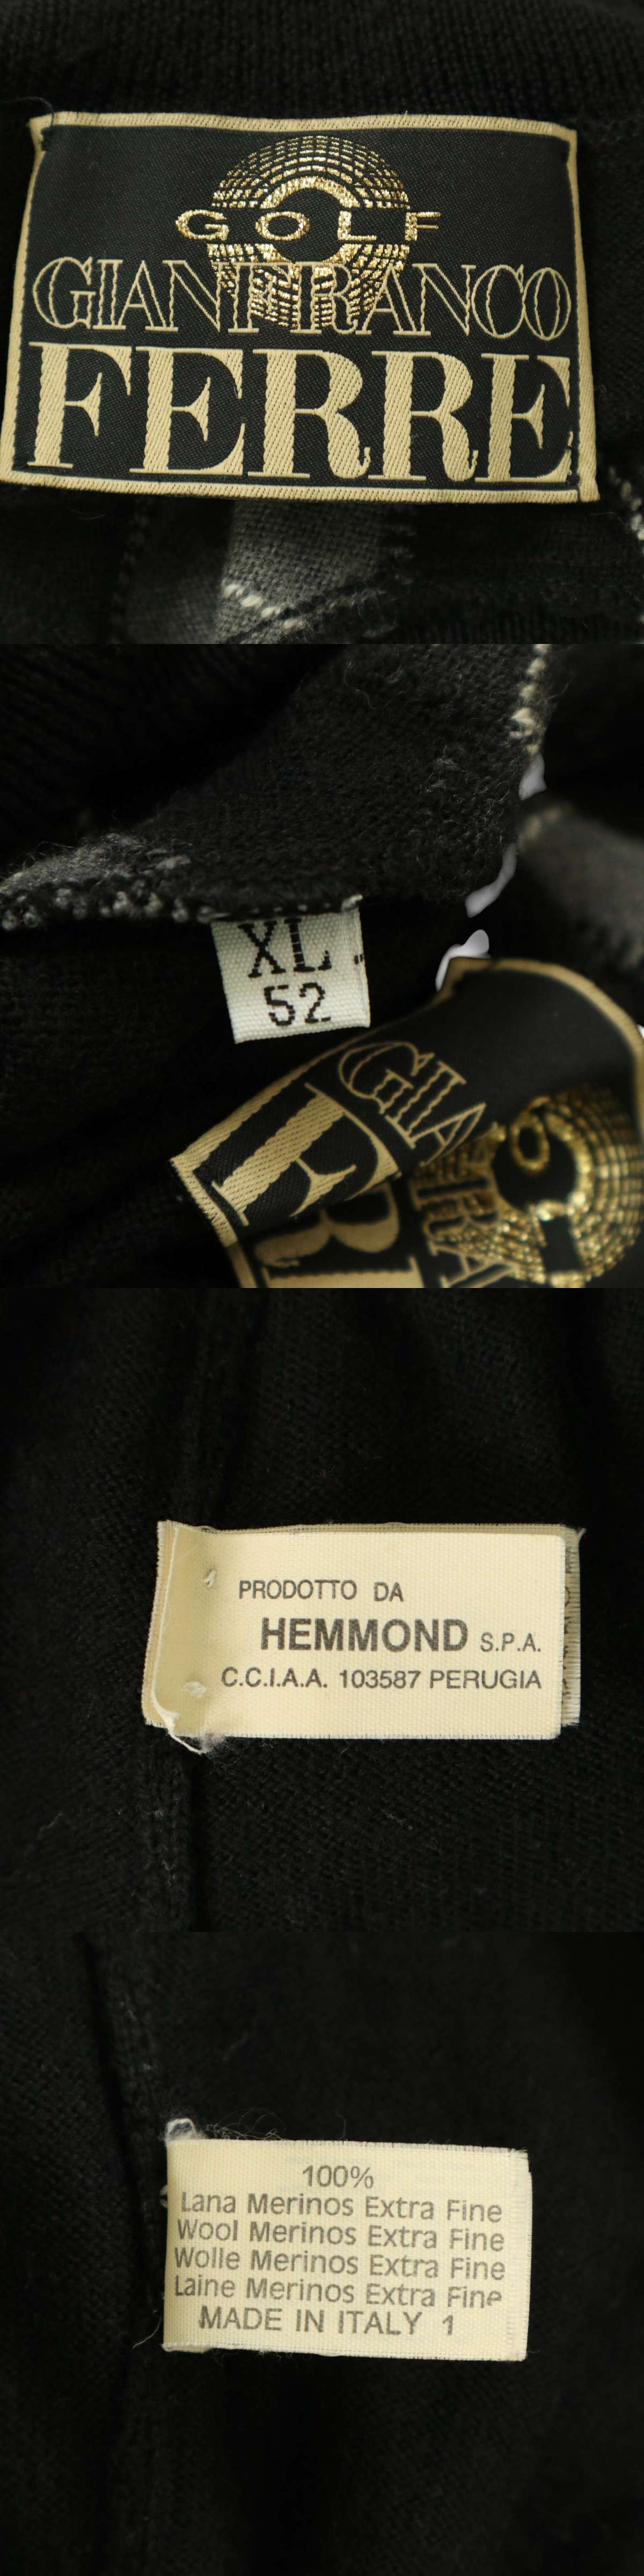 GOLF
GIANFRANCO
FERRE
XL
52
GIA
PRODOTTO DA
HEMMOND S.P.A.
C.C.I.A.A. 103587 PERUGIA
100%
Lana Merinos Extra Fine
Wool Merinos Extra Fine
Wolle Merinos Extra Fine
Laine Merinos Extra Fine
MADE IN ITALY 1